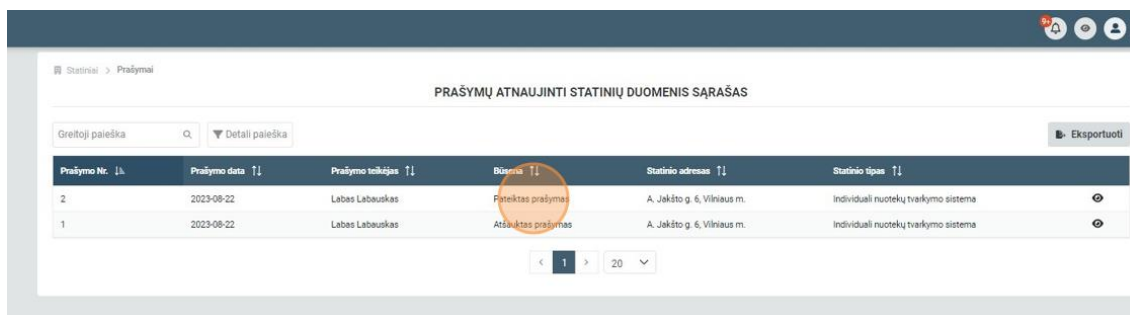 9+
Statiniai > Prašymai
PRAŠYMŲ ATNAUJINTI STATINIŲ DUOMENIS SĄRAŠAS
Greitoji paieška Detali paieška Eksportuoti
Prašymo Nr. Prašymo data Prašymo teikėjas Būsena Statinio adresas Statinio tipas
2 2023-08-22 Labas Labauskas Pateiktas prašymas A. Jakšto g. 6, Vilniaus m. Individuali nuotekų tvarkymo sistema
1 2023-08-22 Labas Labauskas Atšauktas prašymas A. Jakšto g. 6, Vilniaus m. Individuali nuotekų tvarkymo sistema
< 1 > 20